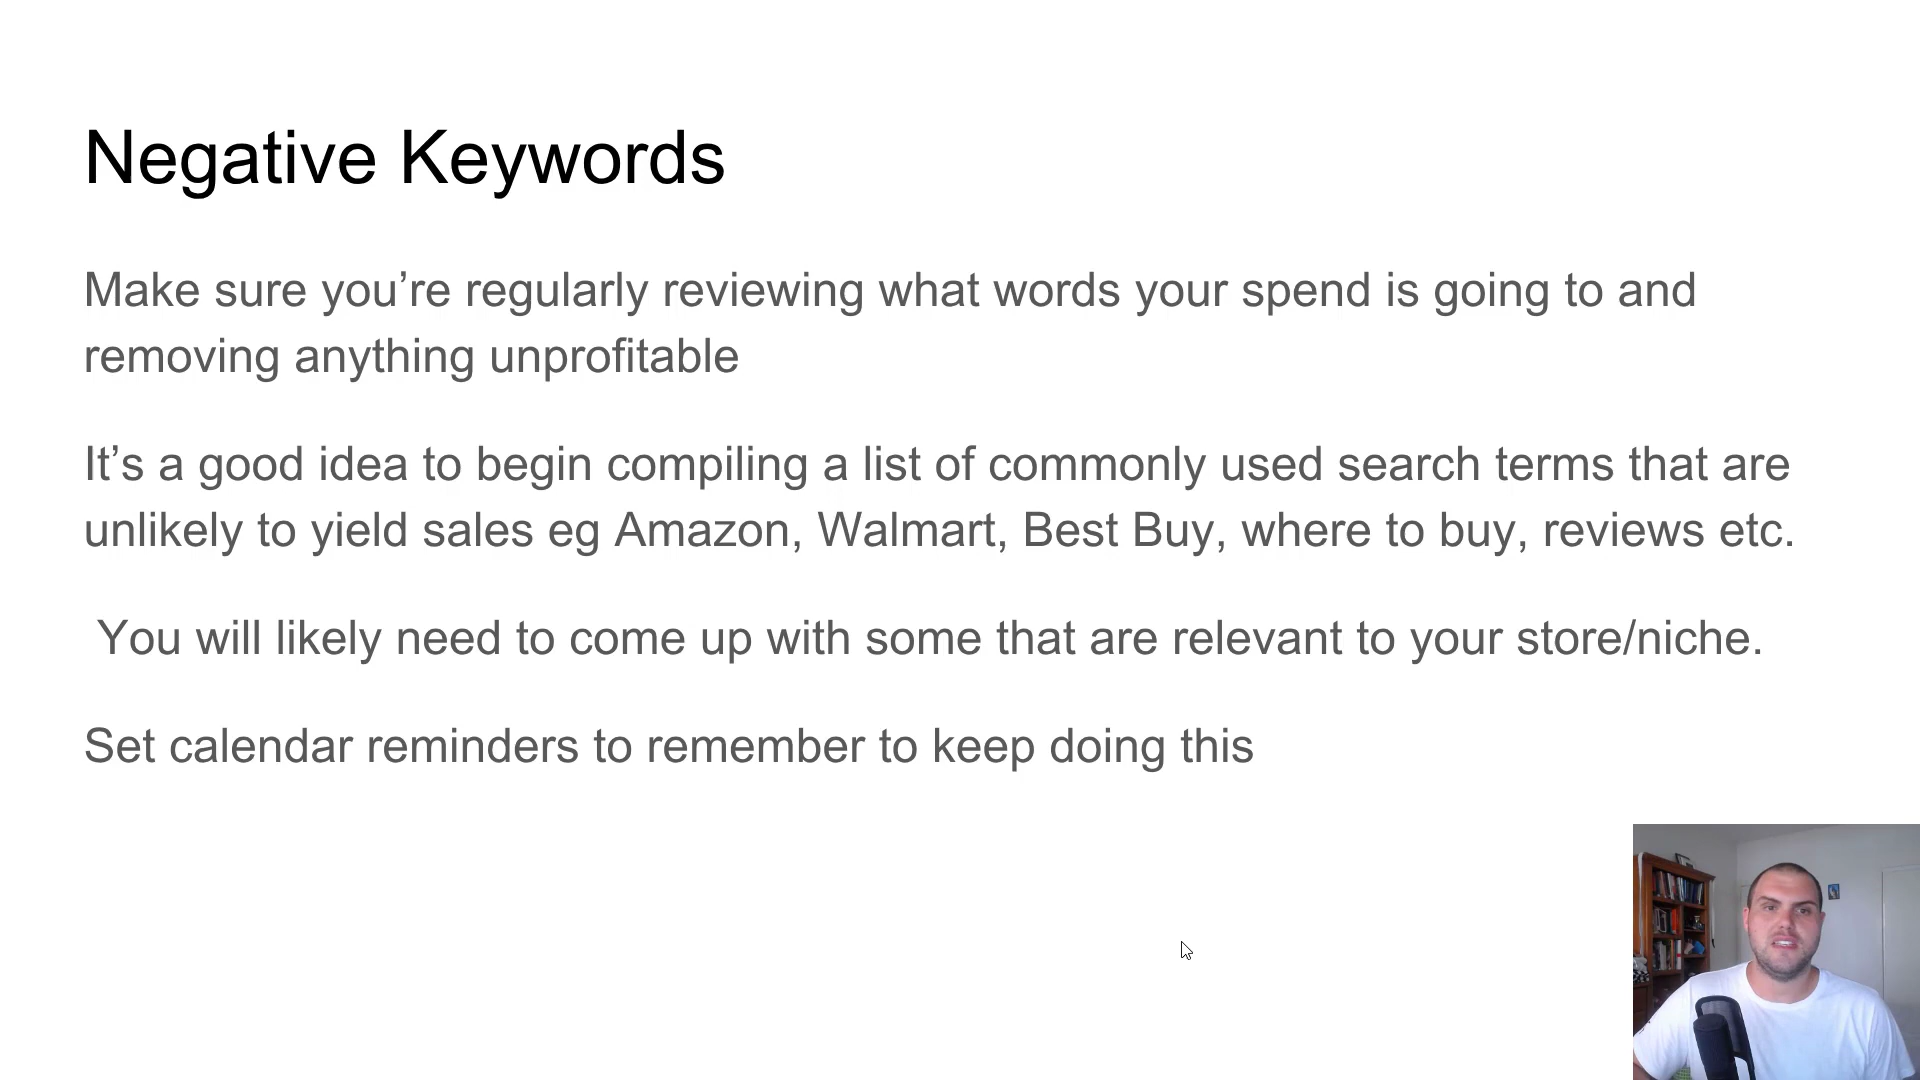 Negative Keywords
Make sure you’re regularly reviewing what words your spend is going to and
removing anything unprofitable
It’s a good idea to begin compiling a list of commonly used search terms that are
unlikely to yield sales eg Amazon, Walmart, Best Buy, where to buy, reviews etc.
You will likely need to come up with some that are relevant to your store/niche.
Set calendar reminders to remember to keep doing this